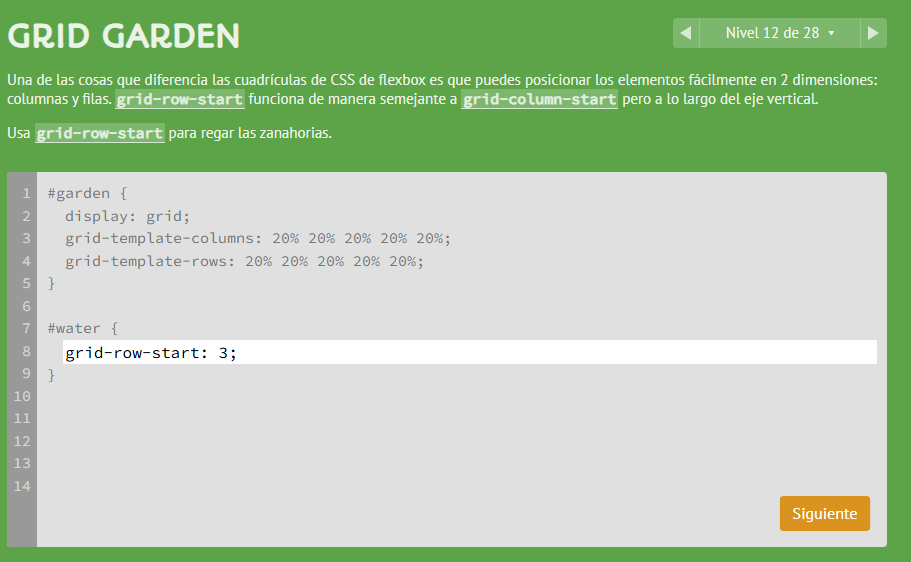 GRID GARDEN
◀ Nivel 12 de 28 ▾ ▶
Una de las cosas que diferencia las cuadrículas de CSS de flexbox es que puedes posicionar los elementos fácilmente en 2 dimensiones:
columnas y filas. grid-row-start funciona de manera semejante a grid-column-start pero a lo largo del eje vertical.
Usa grid-row-start para regar las zanahorias.
1 #garden {
2 display: grid;
3 grid-template-columns: 20% 20% 20% 20% 20%;
4 grid-template-rows: 20% 20% 20% 20% 20%;
5 }
6
7 #water {
8 grid-row-start: 3;
9 }
10
11
12
13
14
Siguiente